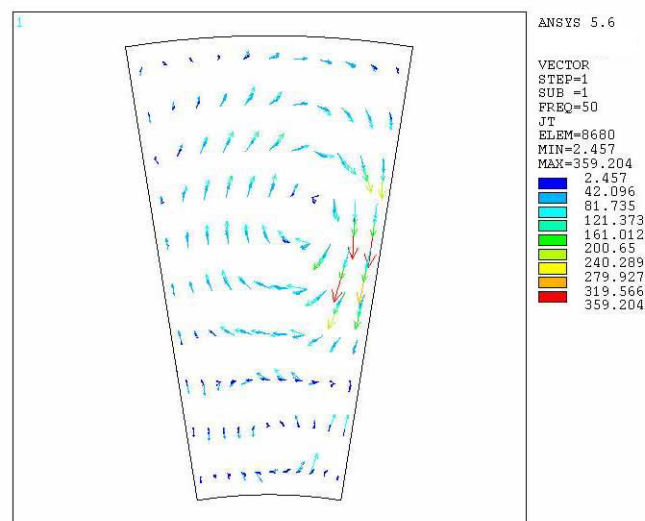 1
ANSYS 5.6
VECTOR
STEP=1
SUB =1
FREQ=50
JT
ELEM=8680
MIN=2.457
MAX=359.204
2.457
42.096
81.735
121.373
161.012
200.65
240.289
279.927
319.566
359.204